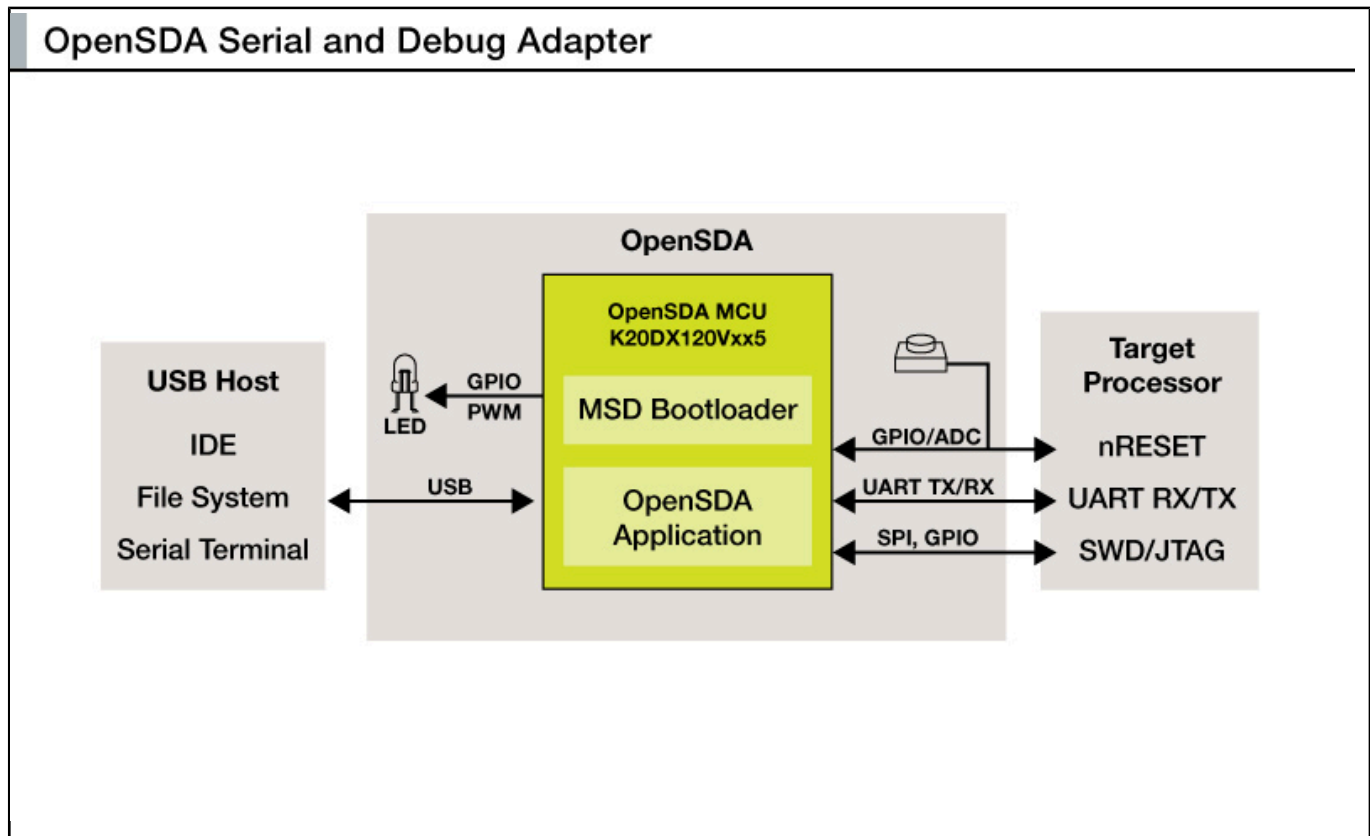 OpenSDA Serial and Debug Adapter
OpenSDA
OpenSDA MCU
K20DX120Vxx5
MSD Bootloader
OpenSDA
Application
USB Host
IDE
File System
Serial Terminal
LED
GPIO
PWM
USB
GPIO/ADC
UART TX/RX
SPI, GPIO
Target
Processor
nRESET
UART RX/TX
SWD/JTAG